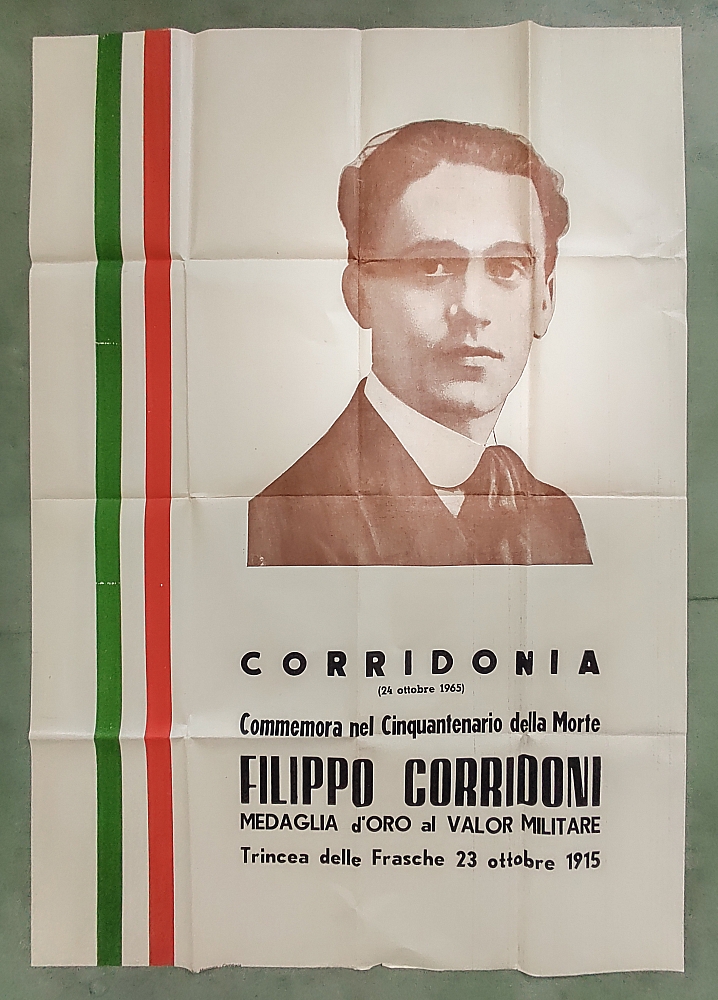 CORRIDONIA
(24 ottobre 1965)
Commemora nel Cinquantenario della Morte
FILIPPO CORRIDONI
MEDAGLIA d'ORO al VALOR MILITARE
Trincea delle Frasche 23 ottobre 1915